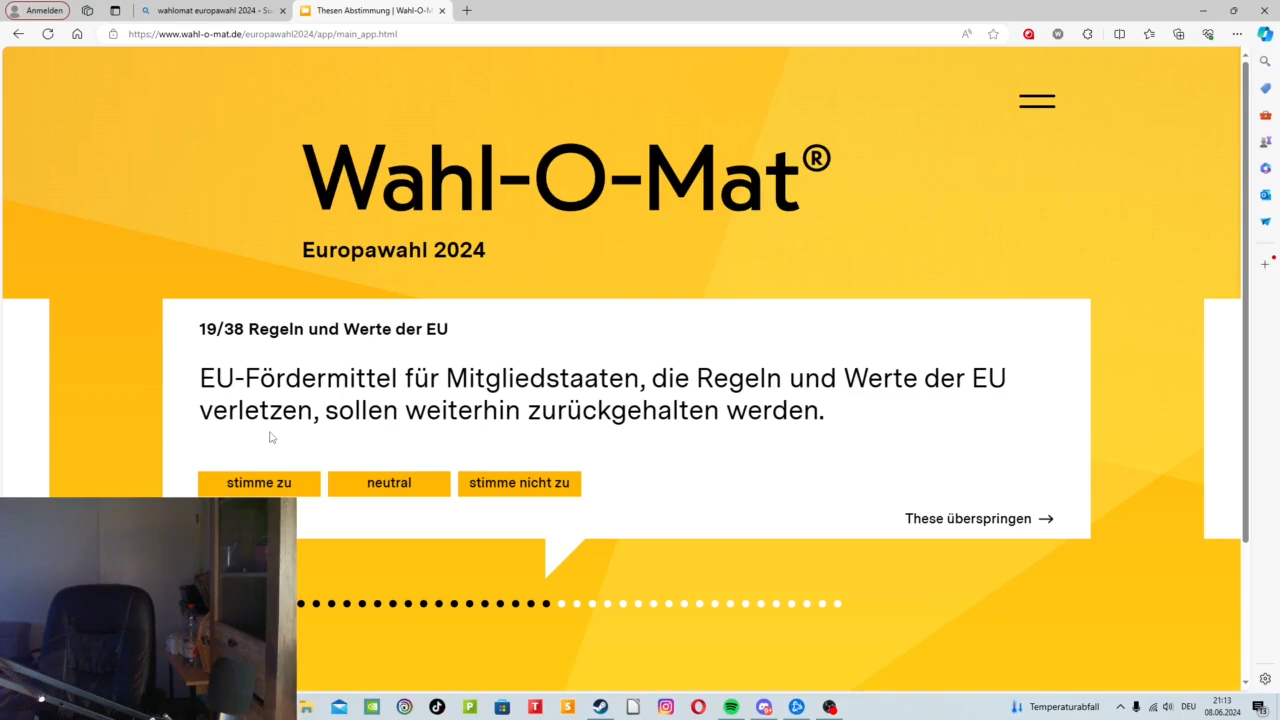 Anmelden
wahlomat europawahl 2024 - Su
Thesen Abstimmung | Wahl-O-M
https://www.wahl-o-mat.de/europawahl2024/app/main_app.html
Wahl-O-Mat®
Europawahl 2024
19/38 Regeln und Werte der EU
EU-Fördermittel für Mitgliedstaaten, die Regeln und Werte der EU
verletzen, sollen weiterhin zurückgehalten werden.
stimme zu
neutral
stimme nicht zu
These überspringen
Temperaturabfall
DEU
21:13
08.06.2024
13